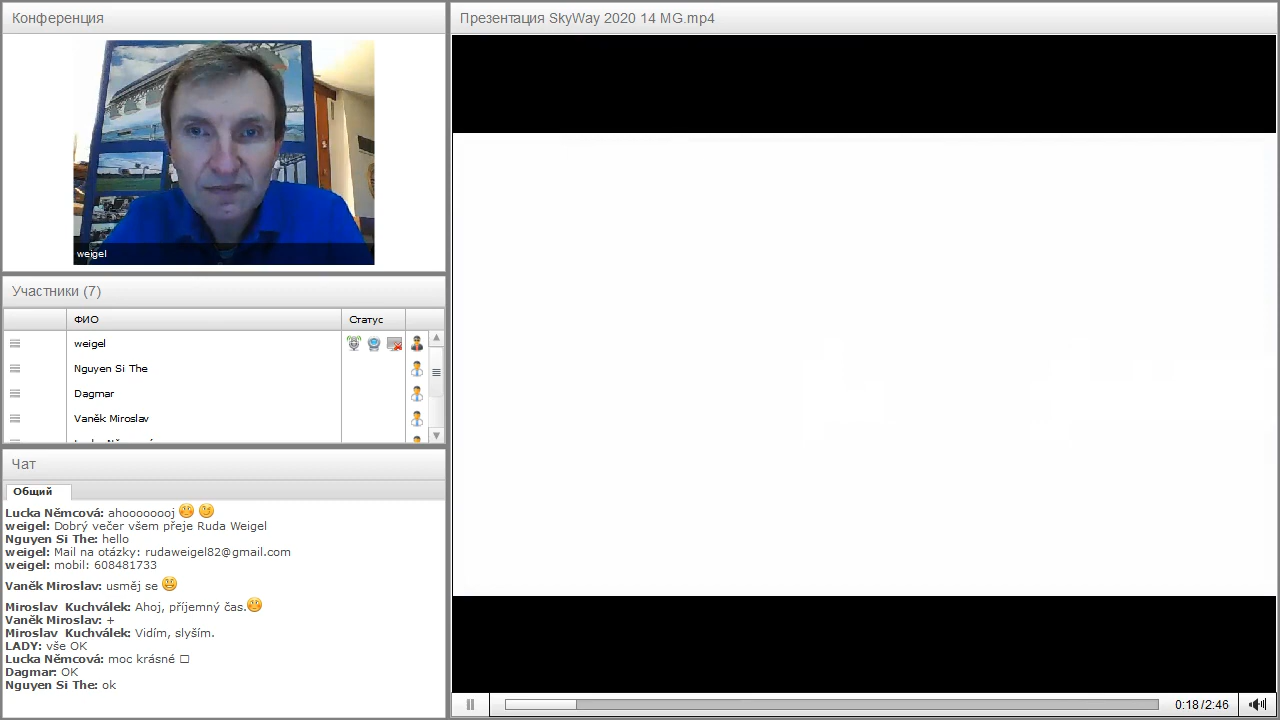 Конференция
weigel
Участники (7)
ФИО Статус
weigel
Nguyen Si The
Dagmar
Vaněk Miroslav
Чат
Общий
Lucka Němcová: ahooooooj
weigel: Dobrý večer všem přeje Ruda Weigel
Nguyen Si The: hello
weigel: Mail na otázky: rudaweigel82@gmail.com
weigel: mobil: 608481733
Vaněk Miroslav: usměj se
Miroslav Kuchválek: Ahoj, příjemný čas.
Vaněk Miroslav: +
Miroslav Kuchválek: Vidím, slyším.
LADY: vše OK
Lucka Němcová: moc krásné □
Dagmar: OK
Nguyen Si The: ok
Презентация SkyWay 2020 14 MG.mp4
0:18/2:46